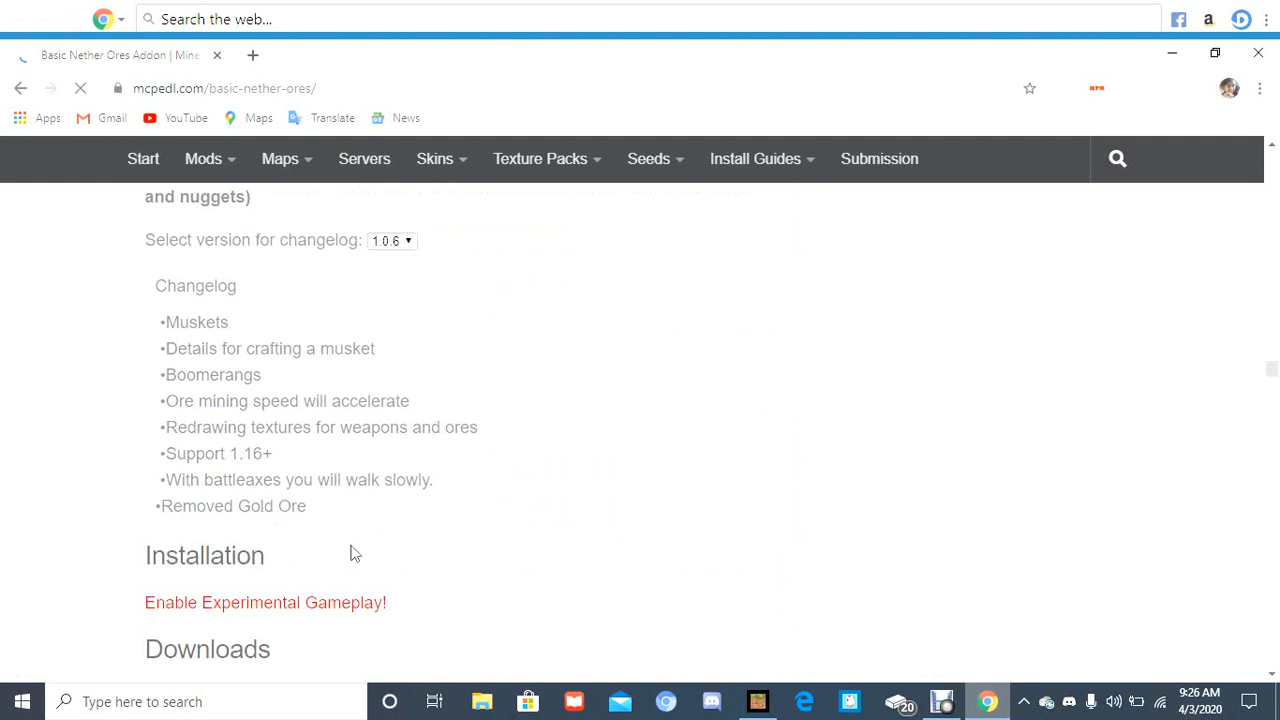 Search the web...
Basic Nether Ores Addon | Mine
mcpedl.com/basic-nether-ores/
Apps Gmail YouTube Maps Translate News
Start Mods Maps Servers Skins Texture Packs Seeds Install Guides Submission
and nuggets)
Select version for changelog: 1.0.6
Changelog
•Muskets
•Details for crafting a musket
•Boomerangs
•Ore mining speed will accelerate
•Redrawing textures for weapons and ores
•Support 1.16+
•With battleaxes you will walk slowly.
•Removed Gold Ore
Installation
Enable Experimental Gameplay!
Downloads
Type here to search
20
9:26 AM
4/3/2020